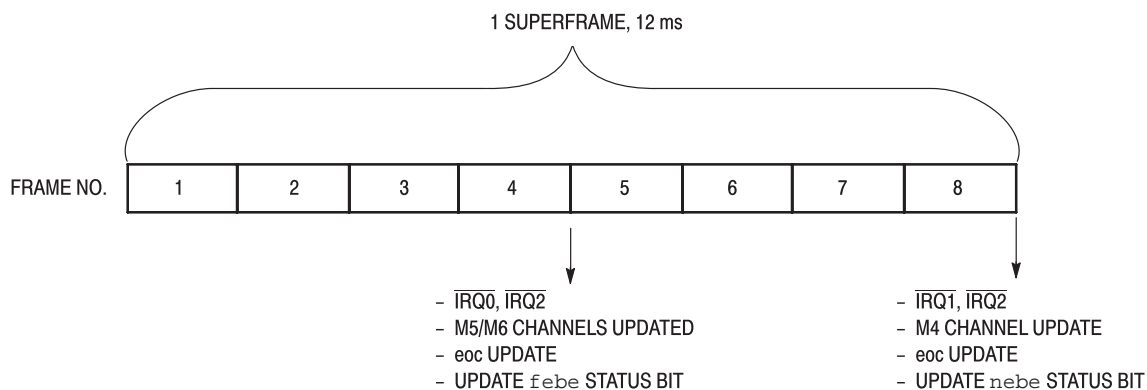 1 SUPERFRAME, 12 ms
FRAME NO. 1 2 3 4 5 6 7 8
– IRQ0, IRQ2
– M5/M6 CHANNELS UPDATED
– eoc UPDATE
– UPDATE febe STATUS BIT
– IRQ1, IRQ2
– M4 CHANNEL UPDATE
– eoc UPDATE
– UPDATE nebe STATUS BIT